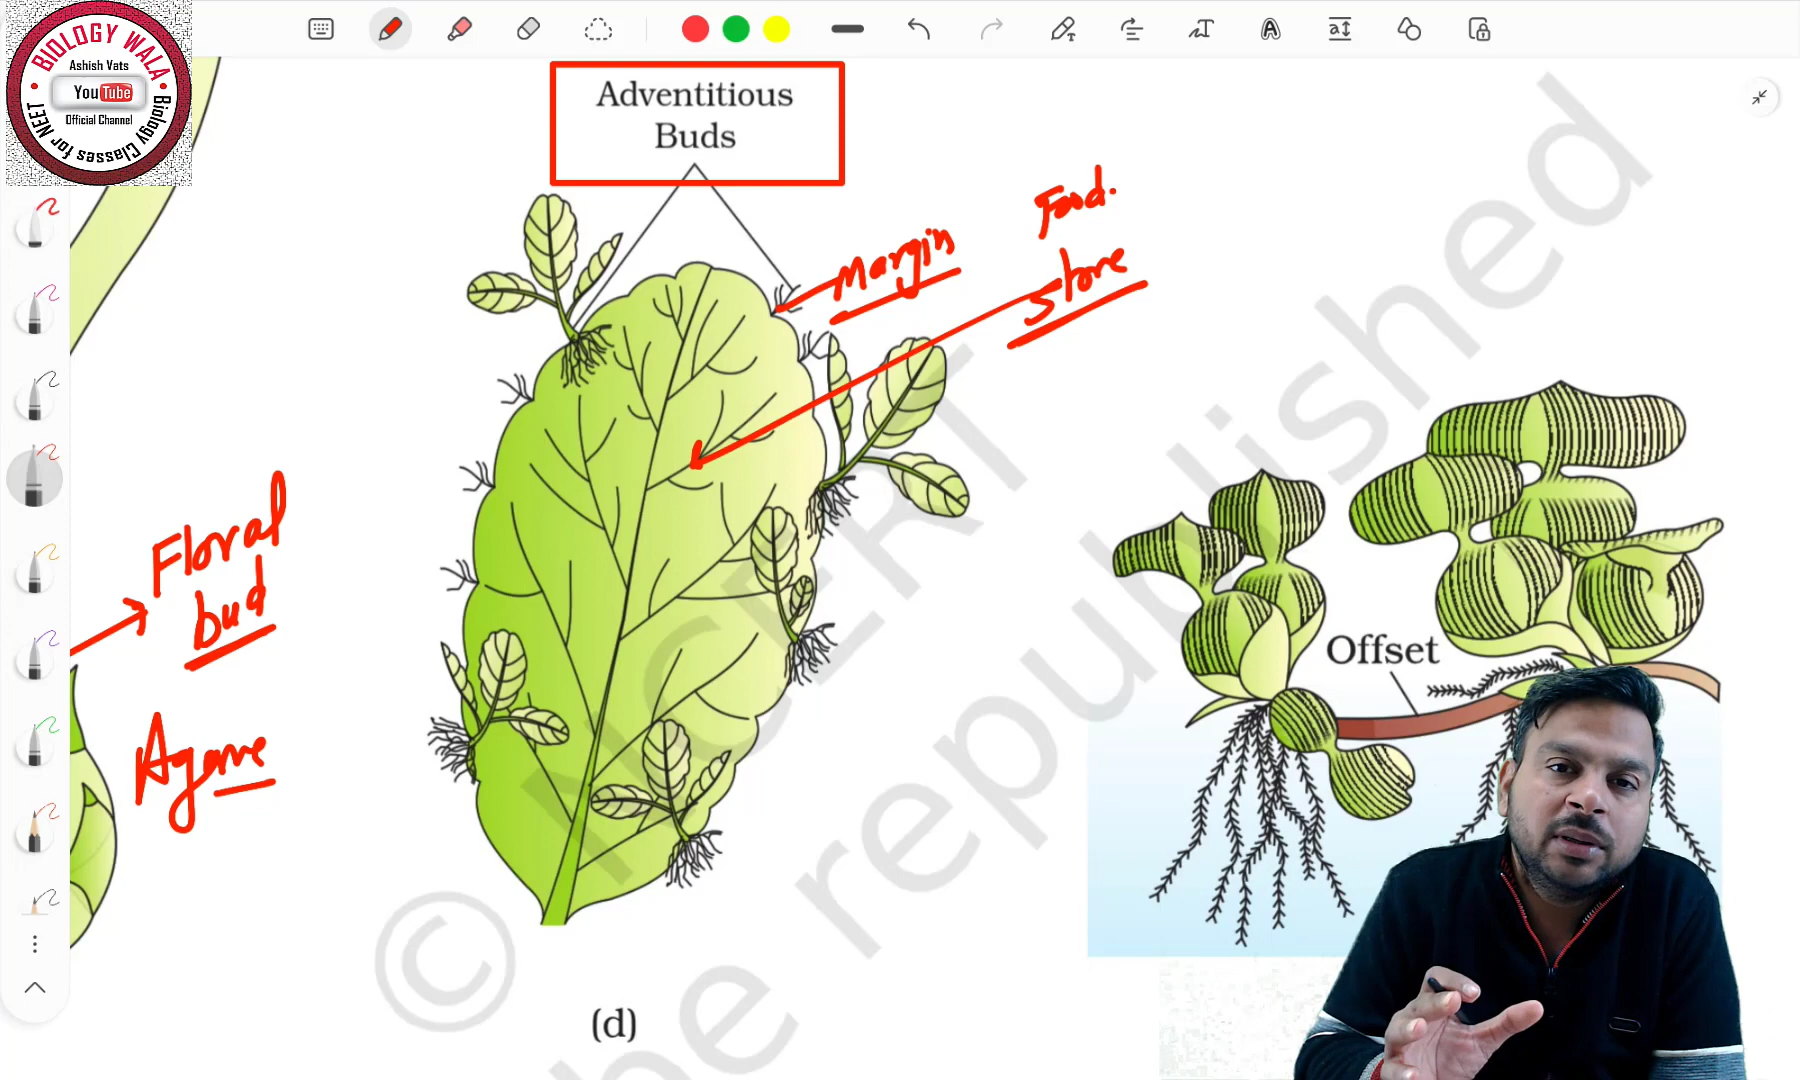 BIOLOGY WALA
Ashish Vats
YouTube
Official Channel
Biology Classes for NEET
Adventitious
Buds
Margin
Food.
Store
Floral
bud
Agave
Offset
(d)
© NCERT
be republished